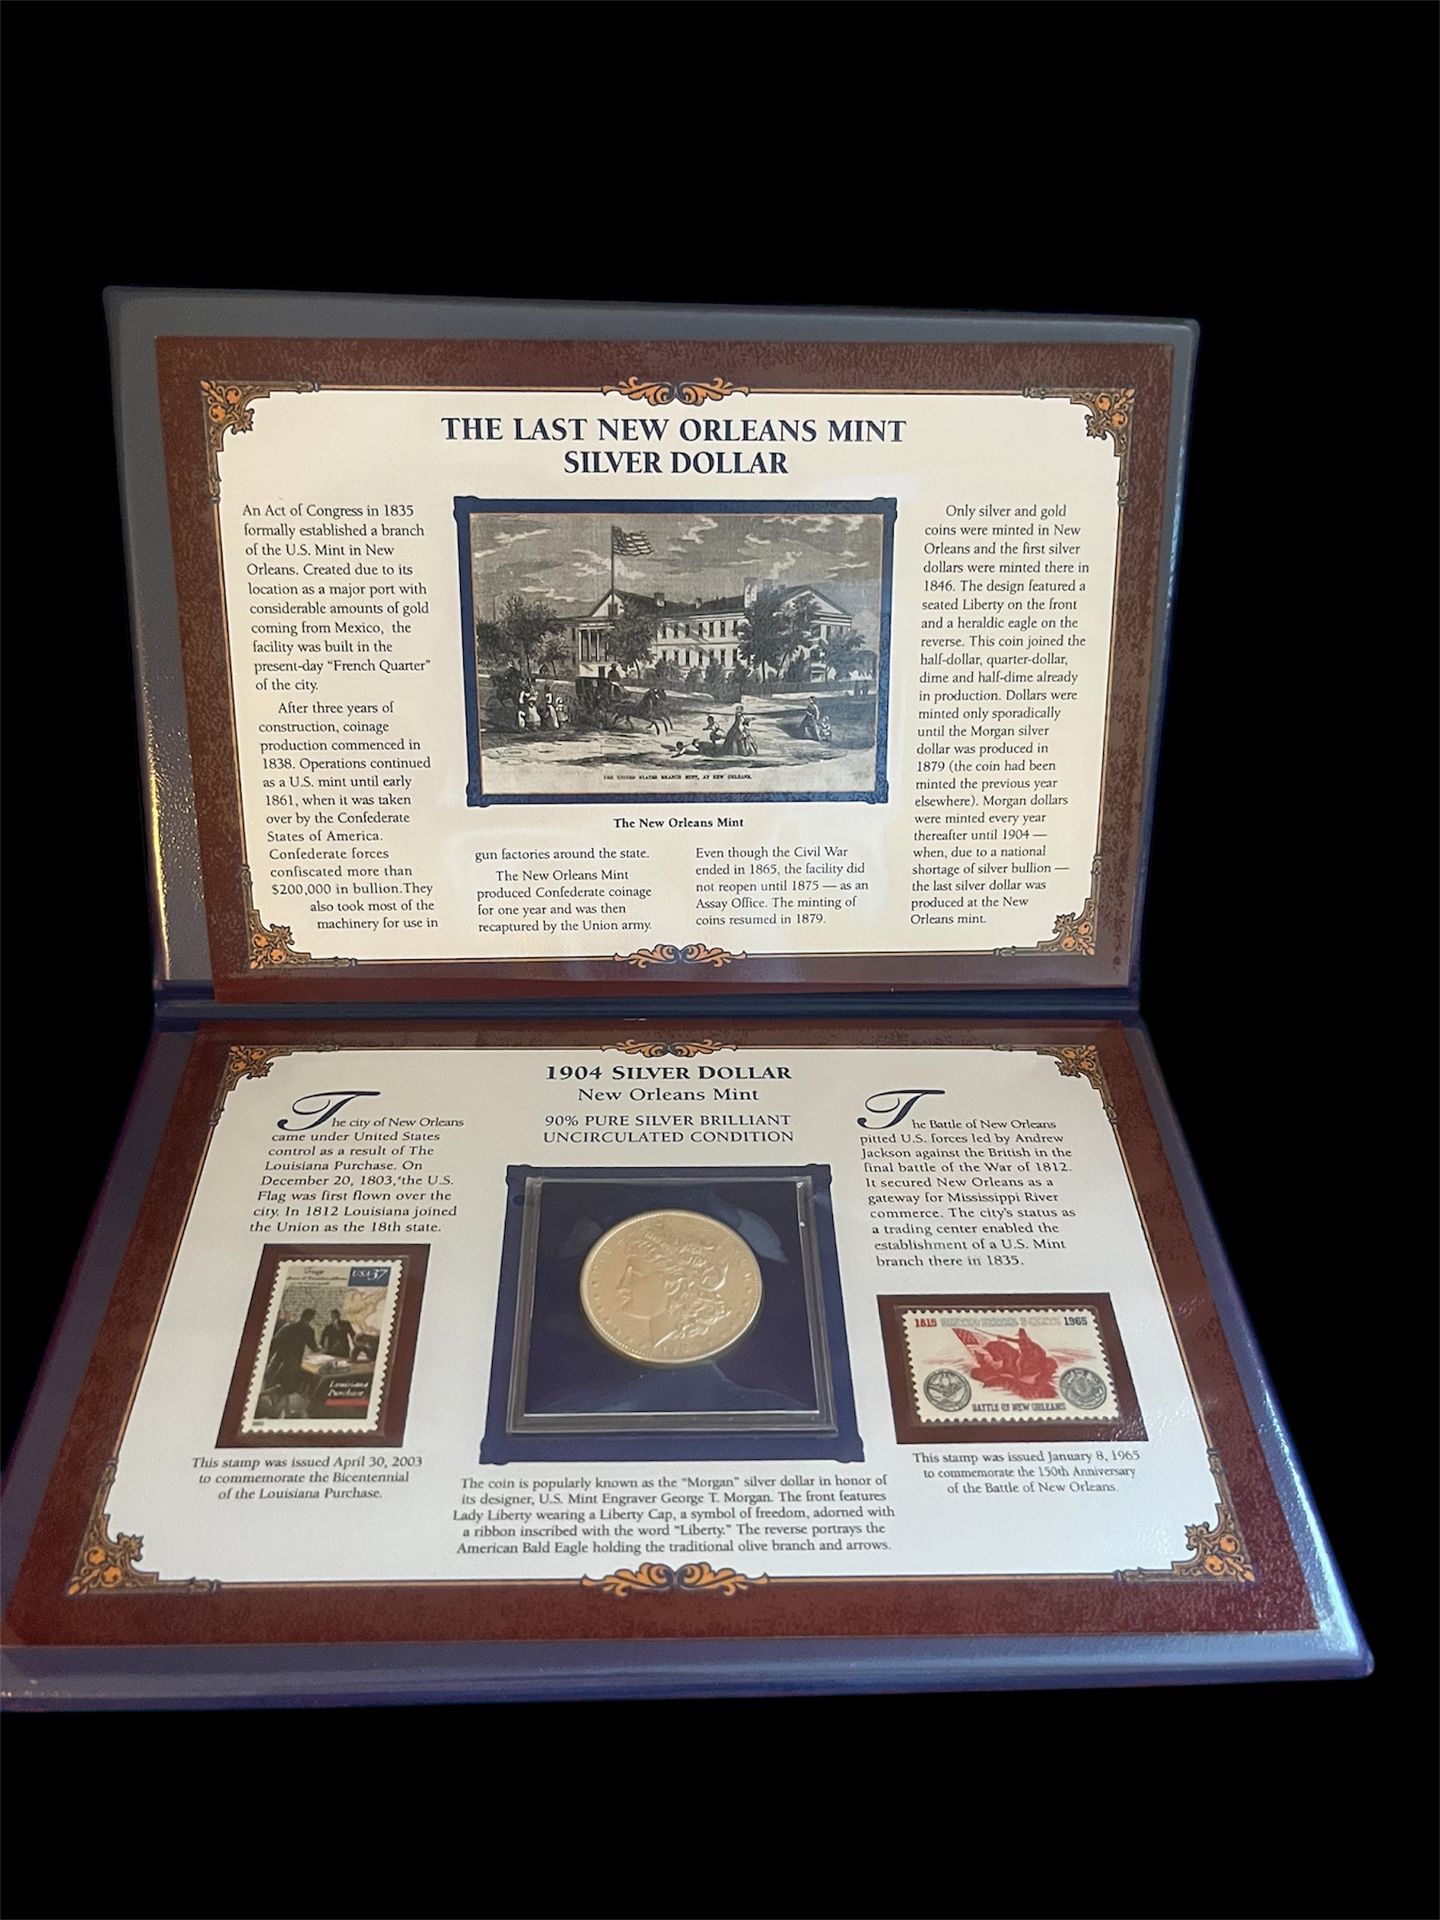 THE LAST NEW ORLEANS MINT
SILVER DOLLAR
An Act of Congress in 1835
formally established a branch
of the U.S. Mint in New
Orleans. Created due to its
location as a major port with
considerable amounts of gold
coming from Mexico, the
facility was built in the
present-day “French Quarter”
of the city.
After three years of
construction, coinage
production commenced in
1838. Operations continued
as a U.S. mint until early
1861, when it was taken
over by the Confederate
States of America.
Confederate forces
confiscated more than
$200,000 in bullion.They
also took most of the
machinery for use in
THE UNITED STATES BRANCH MINT, AT NEW ORLEANS.
The New Orleans Mint
gun factories around the state.
The New Orleans Mint
produced Confederate coinage
for one year and was then
recaptured by the Union army.
Even though the Civil War
ended in 1865, the facility did
not reopen until 1875 — as an
Assay Office. The minting of
coins resumed in 1879.
Only silver and gold
coins were minted in New
Orleans and the first silver
dollars were minted there in
1846. The design featured a
seated Liberty on the front
and a heraldic eagle on the
reverse. This coin joined the
half-dollar, quarter-dollar,
dime and half-dime already
in production. Dollars were
minted only sporadically
until the Morgan silver
dollar was produced in
1879 (the coin had been
minted the previous year
elsewhere). Morgan dollars
were minted every year
thereafter until 1904 —
when, due to a national
shortage of silver bullion —
the last silver dollar was
produced at the New
Orleans mint.
1904 SILVER DOLLAR
New Orleans Mint
90% PURE SILVER BRILLIANT
UNCIRCULATED CONDITION
The city of New Orleans
came under United States
control as a result of The
Louisiana Purchase. On
December 20, 1803, the U.S.
Flag was first flown over the
city. In 1812 Louisiana joined
the Union as the 18th state.
USA 37
Louisiana
Purchase
2003
This stamp was issued April 30, 2003
to commemorate the Bicentennial
of the Louisiana Purchase.
The coin is popularly known as the “Morgan” silver dollar in honor of
its designer, U.S. Mint Engraver George T. Morgan. The front features
Lady Liberty wearing a Liberty Cap, a symbol of freedom, adorned with
a ribbon inscribed with the word “Liberty.” The reverse portrays the
American Bald Eagle holding the traditional olive branch and arrows.
The Battle of New Orleans
pitted U.S. forces led by Andrew
Jackson against the British in the
final battle of the War of 1812.
It secured New Orleans as a
gateway for Mississippi River
commerce. The city's status as
a trading center enabled the
establishment of a U.S. Mint
branch there in 1835.
1815 1965
BATTLE OF NEW ORLEANS
This stamp was issued January 8, 1965
to commemorate the 150th Anniversary
of the Battle of New Orleans.